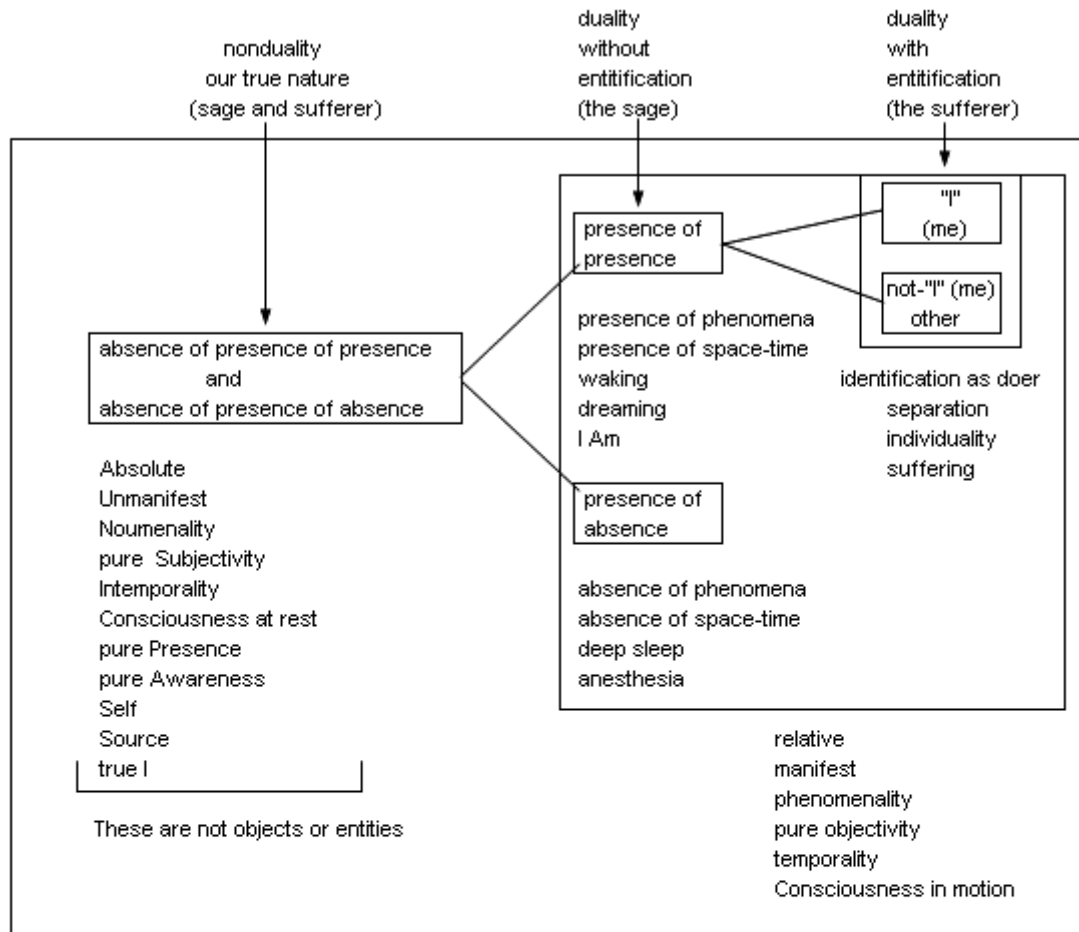 nonduality
our true nature
(sage and sufferer)
duality
without
entitification
(the sage)
duality
with
entitification
(the sufferer)
absence of presence of presence
and
absence of presence of absence
Absolute
Unmanifest
Noumenality
pure Subjectivity
Intemporality
Consciousness at rest
pure Presence
pure Awareness
Self
Source
true I
These are not objects or entities
presence of
presence
presence of phenomena
presence of space-time
waking
dreaming
I Am
presence of
absence
absence of phenomena
absence of space-time
deep sleep
anesthesia
"I"
(me)
not-"I" (me)
other
identification as doer
separation
individuality
suffering
relative
manifest
phenomenality
pure objectivity
temporality
Consciousness in motion